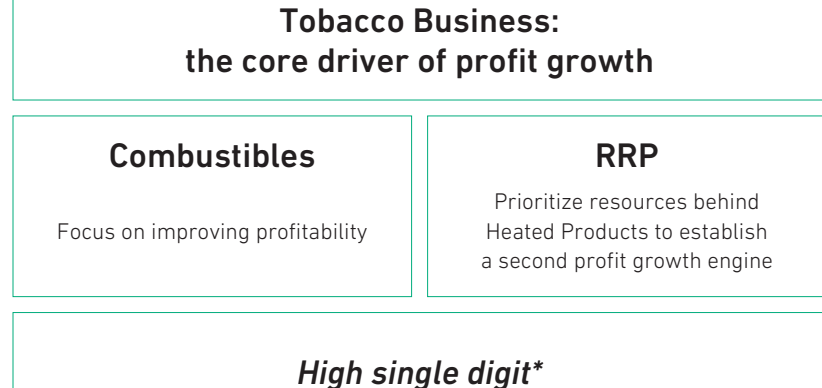 Tobacco Business:
the core driver of profit growth
Combustibles
Focus on improving profitability
RRP
Prioritize resources behind
Heated Products to establish
a second profit growth engine
High single digit*